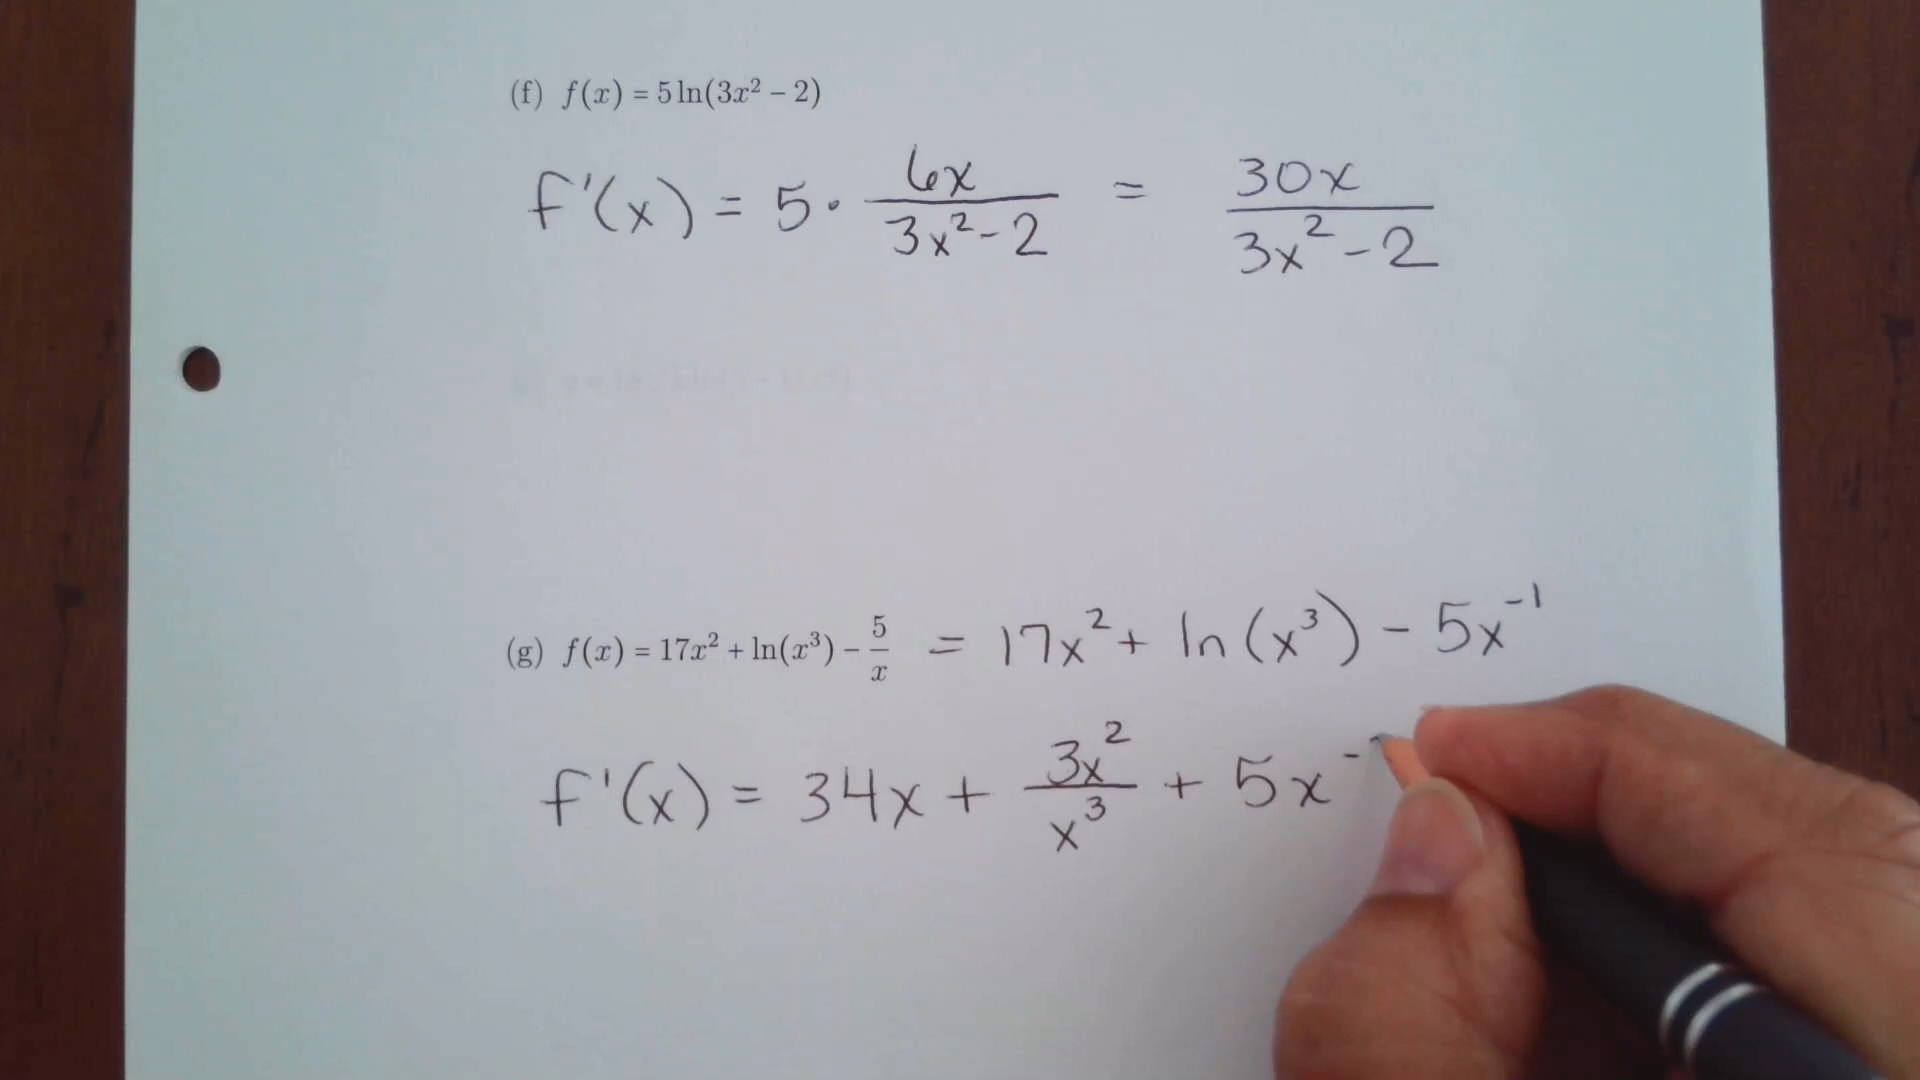 (f) f(x) = 5 ln(3x² − 2)
f'(x) = 5 · 6x/(3x² − 2) = 30x/(3x² − 2)
(g) f(x) = 17x² + ln(x³) − 5/x = 17x² + ln(x³) − 5x⁻¹
f'(x) = 34x + 3x²/x³ + 5x⁻